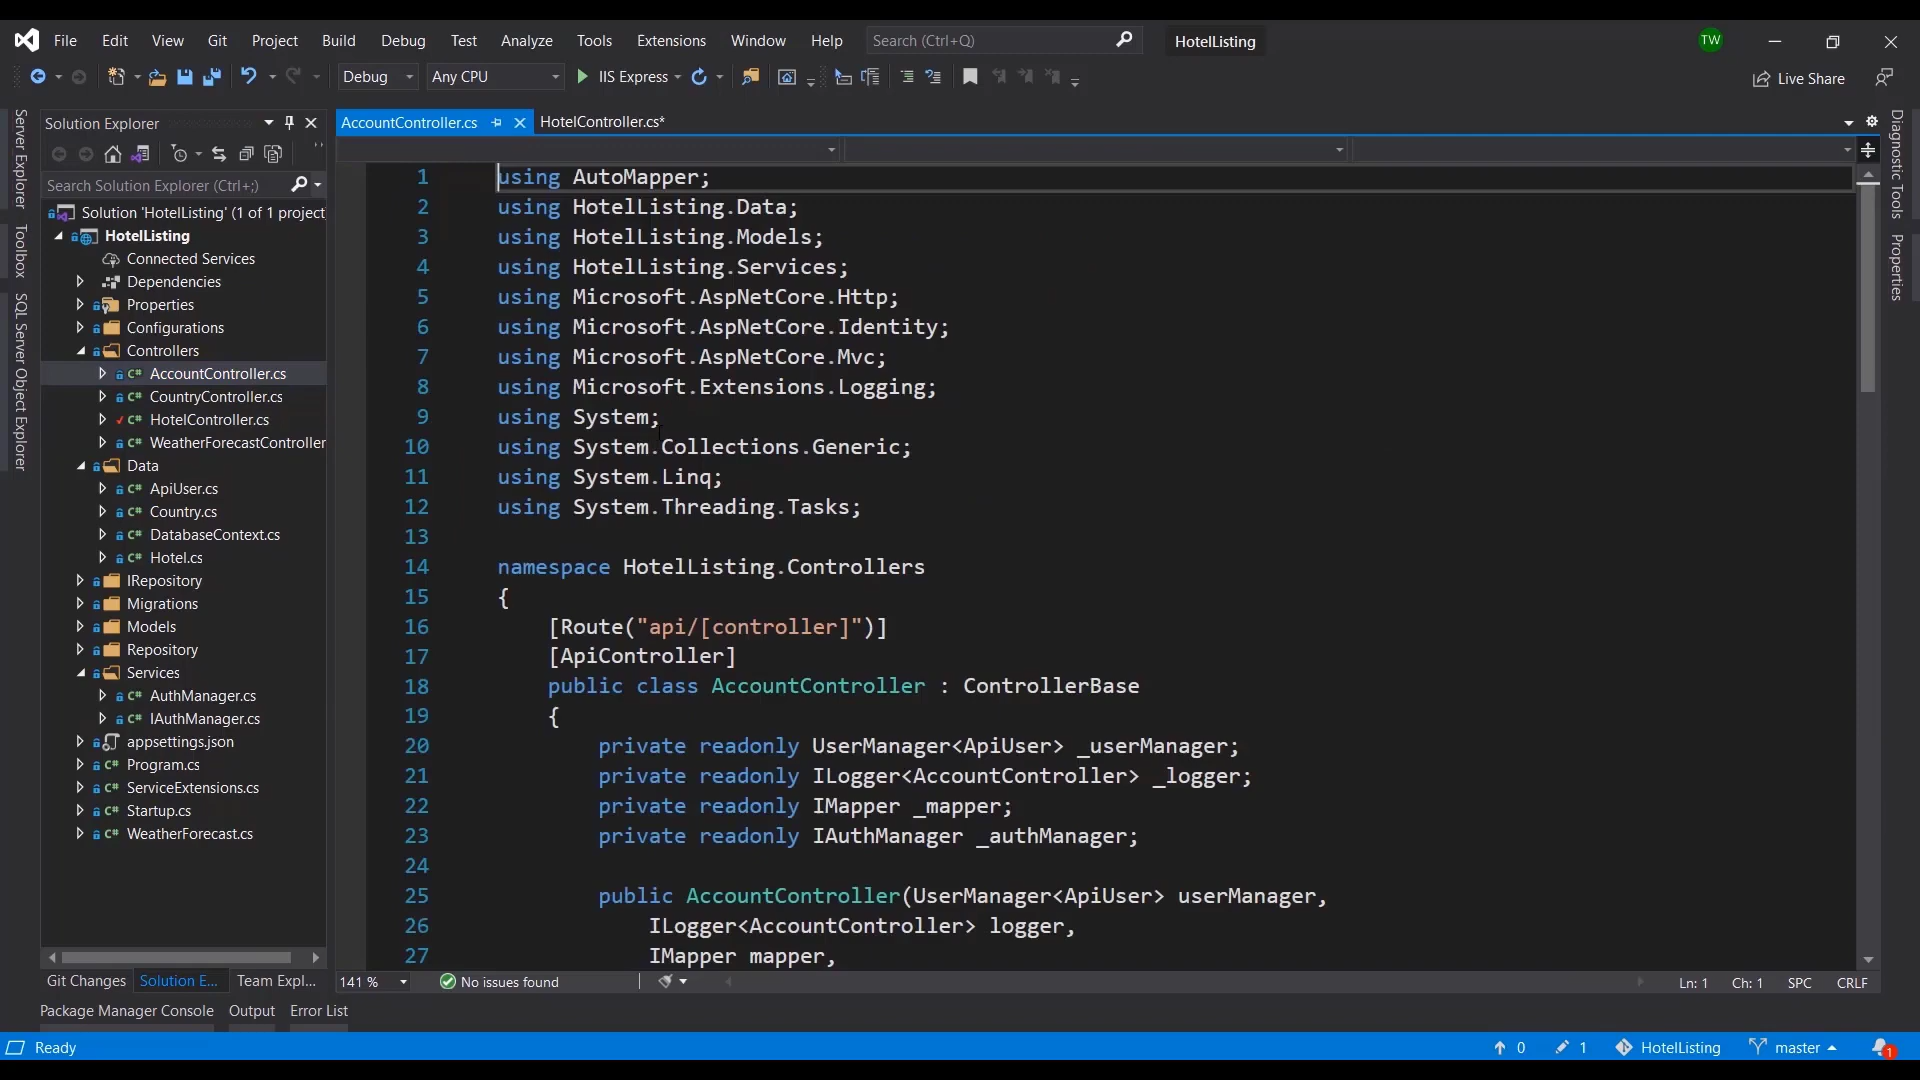 File Edit View Git Project Build Debug Test Analyze Tools Extensions Window Help Search (Ctrl+Q) HotelListing TW
Debug Any CPU IIS Express Live Share
Server Explorer
Toolbox
SQL Server Object Explorer
Solution Explorer
Search Solution Explorer (Ctrl+;)
Solution 'HotelListing' (1 of 1 project
HotelListing
Connected Services
Dependencies
Properties
Configurations
Controllers
C# AccountController.cs
C# CountryController.cs
C# HotelController.cs
C# WeatherForecastController
Data
C# ApiUser.cs
C# Country.cs
C# DatabaseContext.cs
C# Hotel.cs
IRepository
Migrations
Models
Repository
Services
C# AuthManager.cs
C# IAuthManager.cs
appsettings.json
C# Program.cs
C# ServiceExtensions.cs
C# Startup.cs
C# WeatherForecast.cs
Git Changes Solution E... Team Expl...
AccountController.cs HotelController.cs*
1 using AutoMapper;
2 using HotelListing.Data;
3 using HotelListing.Models;
4 using HotelListing.Services;
5 using Microsoft.AspNetCore.Http;
6 using Microsoft.AspNetCore.Identity;
7 using Microsoft.AspNetCore.Mvc;
8 using Microsoft.Extensions.Logging;
9 using System;
10 using System.Collections.Generic;
11 using System.Linq;
12 using System.Threading.Tasks;
13
14 namespace HotelListing.Controllers
15 {
16 [Route("api/[controller]")]
17 [ApiController]
18 public class AccountController : ControllerBase
19 {
20 private readonly UserManager<ApiUser> _userManager;
21 private readonly ILogger<AccountController> _logger;
22 private readonly IMapper _mapper;
23 private readonly IAuthManager _authManager;
24
25 public AccountController(UserManager<ApiUser> userManager,
26 ILogger<AccountController> logger,
27 IMapper mapper,
141 % No issues found Ln: 1 Ch: 1 SPC CRLF
Diagnostic Tools
Properties
Package Manager Console Output Error List
Ready 0 1 HotelListing master 1